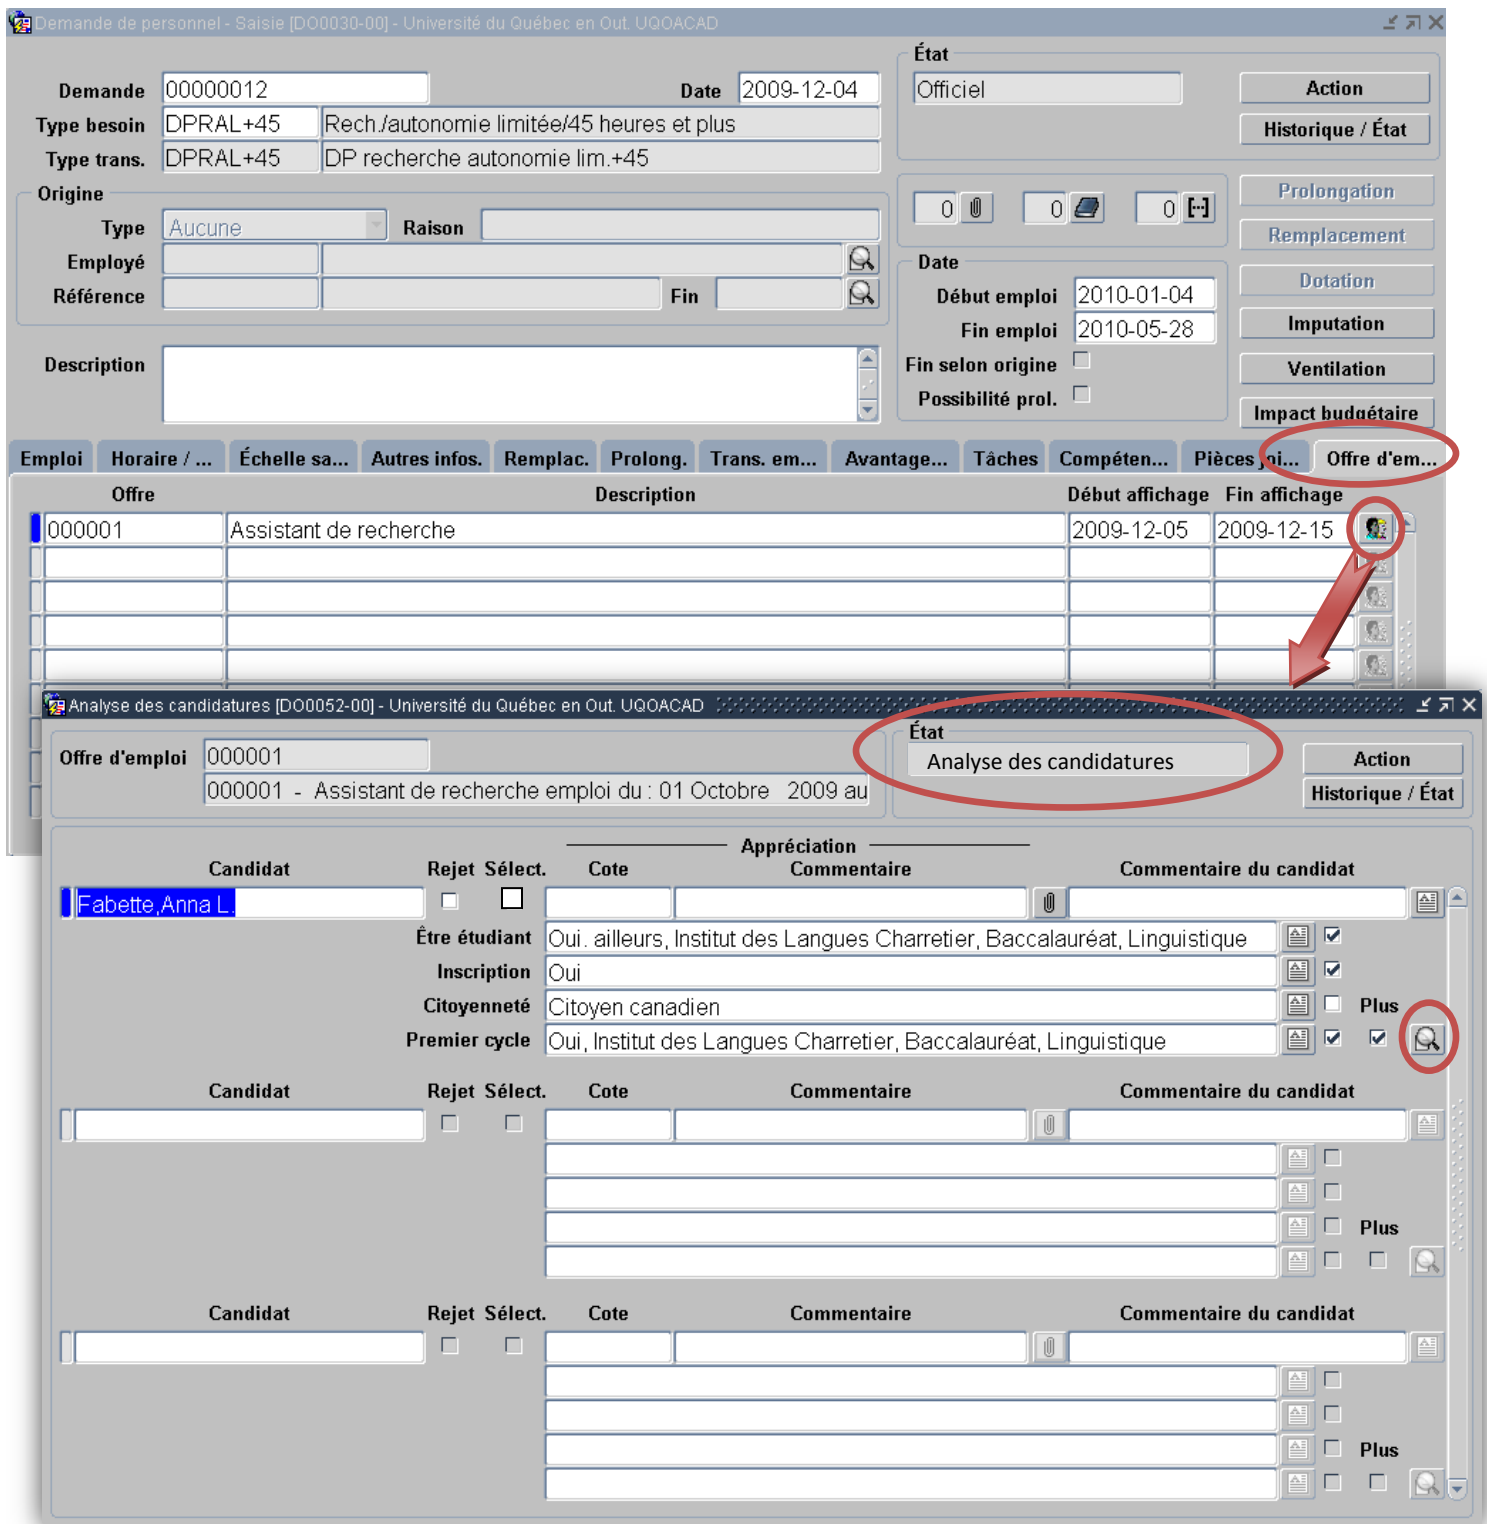 Demande de personnel - Saisie [DO0030-00] - Université du Québec en Out. UQOACAD
État
Demande 00000012 Date 2009-12-04 Officiel Action
Type besoin DPRAL+45 Rech./autonomie limitée/45 heures et plus Historique / État
Type trans. DPRAL+45 DP recherche autonomie lim.+45
Origine Prolongation
Type Aucune Raison 0 0 0 Remplacement
Employé Date
Référence Fin Début emploi 2010-01-04 Dotation
Fin emploi 2010-05-28 Imputation
Description Fin selon origine Ventilation
Possibilité prol. Impact budgétaire
Emploi Horaire / ... Échelle sa... Autres infos. Remplac. Prolong. Trans. em... Avantage... Tâches Compéten... Pièces joi... Offre d'em...
Offre Description Début affichage Fin affichage
000001 Assistant de recherche 2009-12-05 2009-12-15
Analyse des candidatures [DO0052-00] - Université du Québec en Out. UQOACAD
État
Offre d'emploi 000001 Analyse des candidatures Action
000001 - Assistant de recherche emploi du : 01 Octobre 2009 au Historique / État
Appréciation
Candidat Rejet Sélect. Cote Commentaire Commentaire du candidat
Fabette,Anna L.
Être étudiant Oui. ailleurs, Institut des Langues Charretier, Baccalauréat, Linguistique
Inscription Oui
Citoyenneté Citoyen canadien Plus
Premier cycle Oui, Institut des Langues Charretier, Baccalauréat, Linguistique
Candidat Rejet Sélect. Cote Commentaire Commentaire du candidat
Plus
Candidat Rejet Sélect. Cote Commentaire Commentaire du candidat
Plus